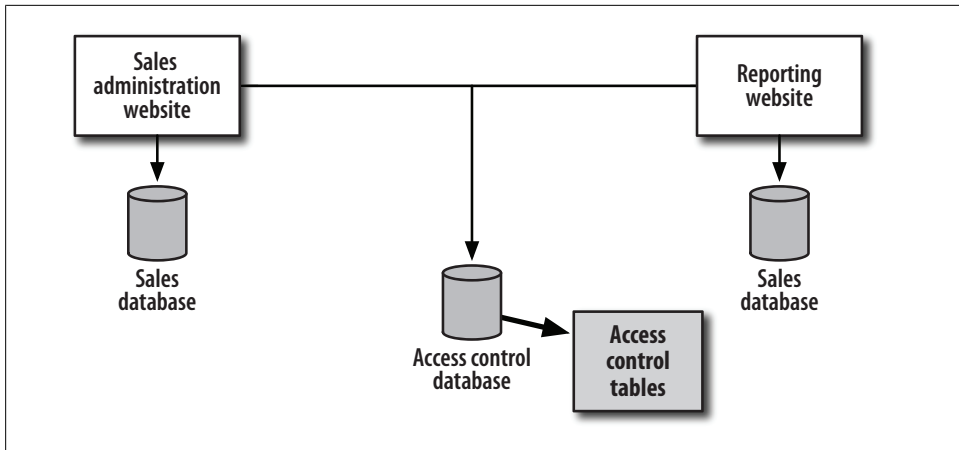 Sales
administration
website
Reporting
website
Sales
database
Access control
database
Access
control
tables
Sales
database